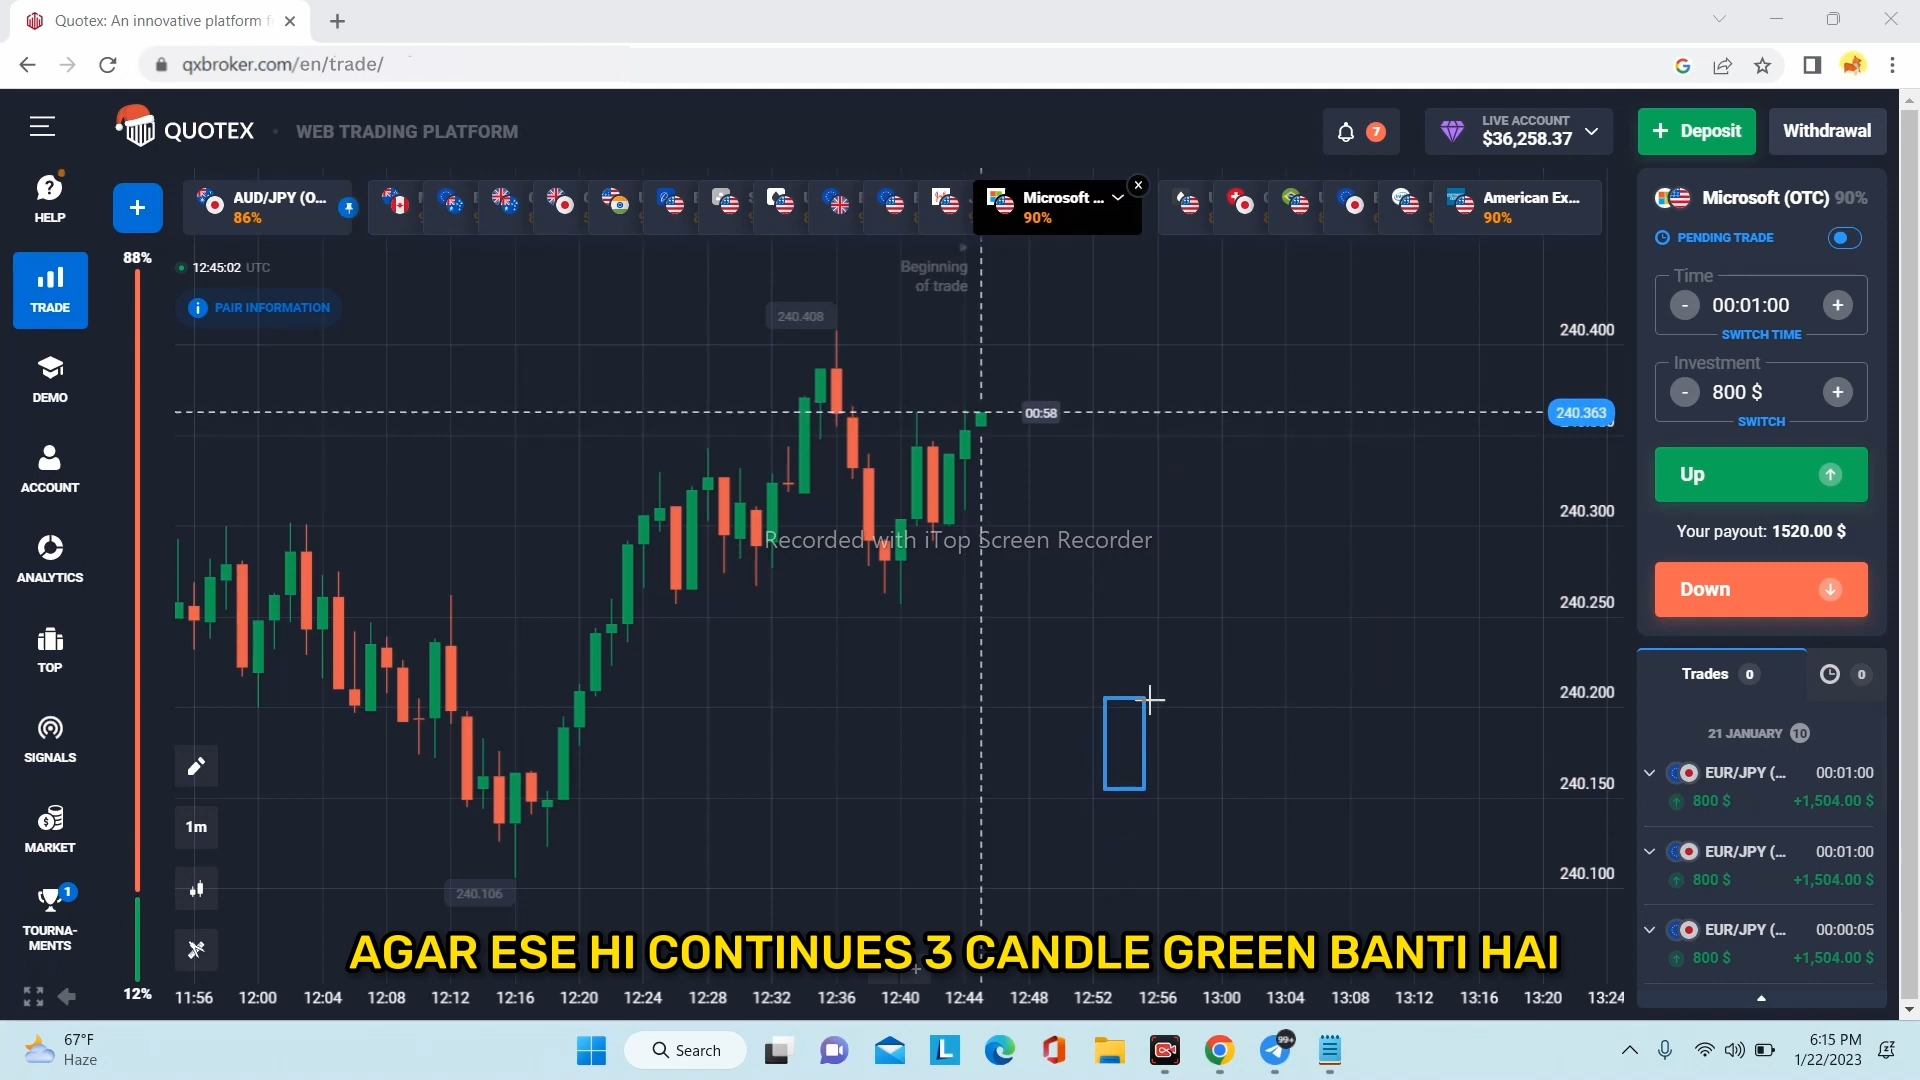 Quotex: An innovative platform f
qxbroker.com/en/trade/
QUOTEX
WEB TRADING PLATFORM
7
LIVE ACCOUNT
$36,258.37
+ Deposit
Withdrawal
HELP
TRADE
DEMO
ACCOUNT
ANALYTICS
TOP
SIGNALS
MARKET
1
TOURNA-
MENTS
+
AUD/JPY (O...
86%
Microsoft ...
90%
American Ex...
90%
88%
12%
12:45:02 UTC
PAIR INFORMATION
Beginning
of trade
240.408
240.106
00:58
Recorded with iTop Screen Recorder
240.400
240.363
240.300
240.250
240.200
240.150
240.100
1m
AGAR ESE HI CONTINUES 3 CANDLE GREEN BANTI HAI
11:56 12:00 12:04 12:08 12:12 12:16 12:20 12:24 12:28 12:32 12:36 12:40 12:44 12:48 12:52 12:56 13:00 13:04 13:08 13:12 13:16 13:20 13:24
Microsoft (OTC) 90%
PENDING TRADE
Time
- 00:01:00 +
SWITCH TIME
Investment
- 800 $ +
SWITCH
Up
Your payout: 1520.00 $
Down
Trades 0
0
21 JANUARY 10
EUR/JPY (... 00:01:00
800 $ +1,504.00 $
EUR/JPY (... 00:01:00
800 $ +1,504.00 $
EUR/JPY (... 00:00:05
800 $ +1,504.00 $
67°F
Haze
Search
99+
6:15 PM
1/22/2023